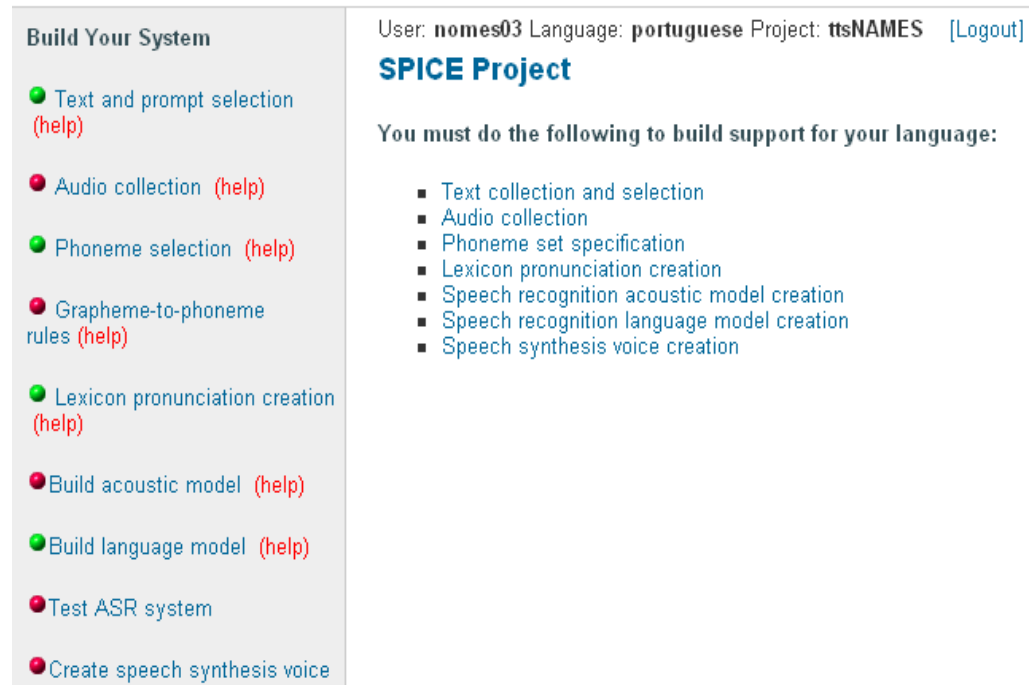 Build Your System
Text and prompt selection
(help)
Audio collection (help)
Phoneme selection (help)
Grapheme-to-phoneme
rules (help)
Lexicon pronunciation creation
(help)
Build acoustic model (help)
Build language model (help)
Test ASR system
Create speech synthesis voice
User: nomes03 Language: portuguese Project: ttsNAMES [Logout]
SPICE Project
You must do the following to build support for your language:
Text collection and selection
Audio collection
Phoneme set specification
Lexicon pronunciation creation
Speech recognition acoustic model creation
Speech recognition language model creation
Speech synthesis voice creation